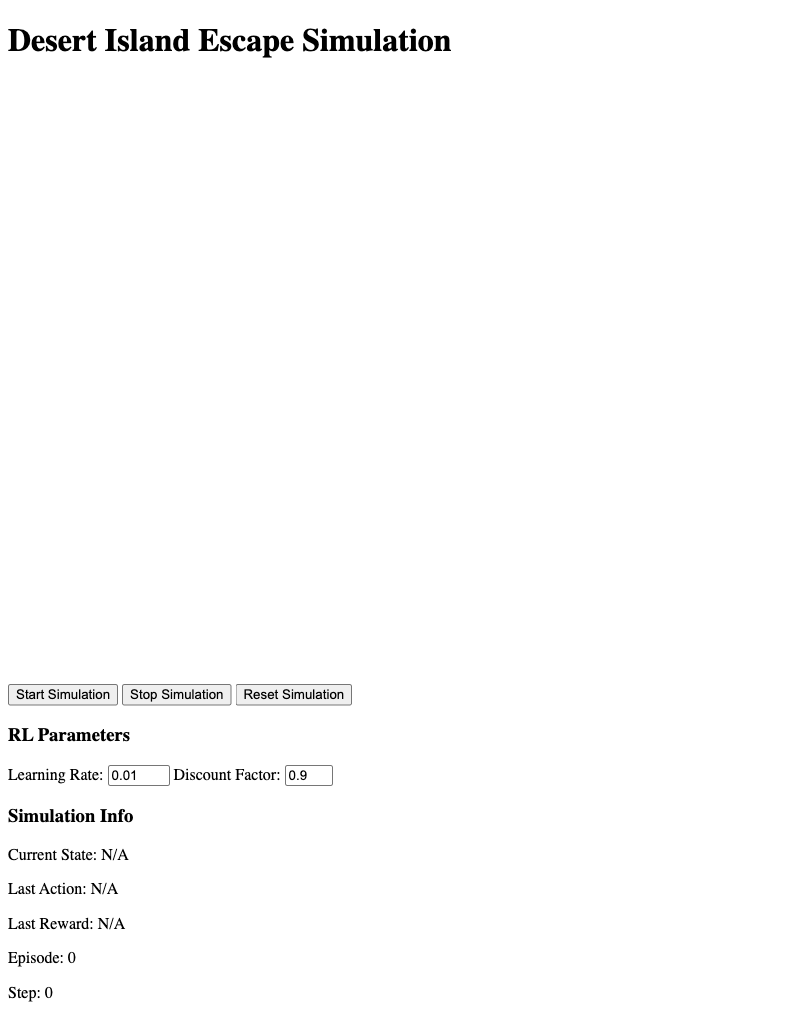 Desert Island Escape Simulation
Start Simulation Stop Simulation Reset Simulation
RL Parameters
Learning Rate: 0.01 Discount Factor: 0.9
Simulation Info
Current State: N/A
Last Action: N/A
Last Reward: N/A
Episode: 0
Step: 0